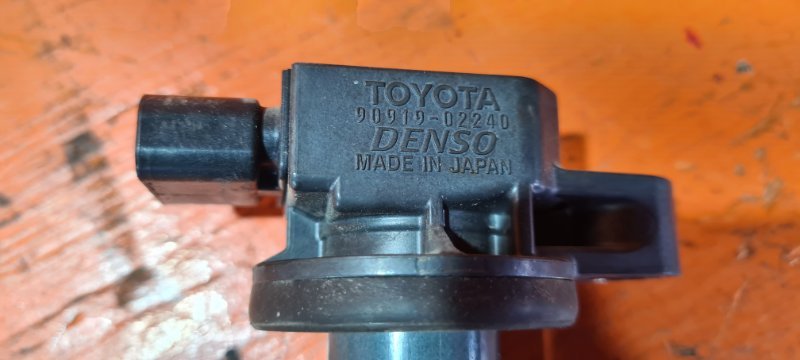 TOYOTA
90919-02240
DENSO
MADE IN JAPAN